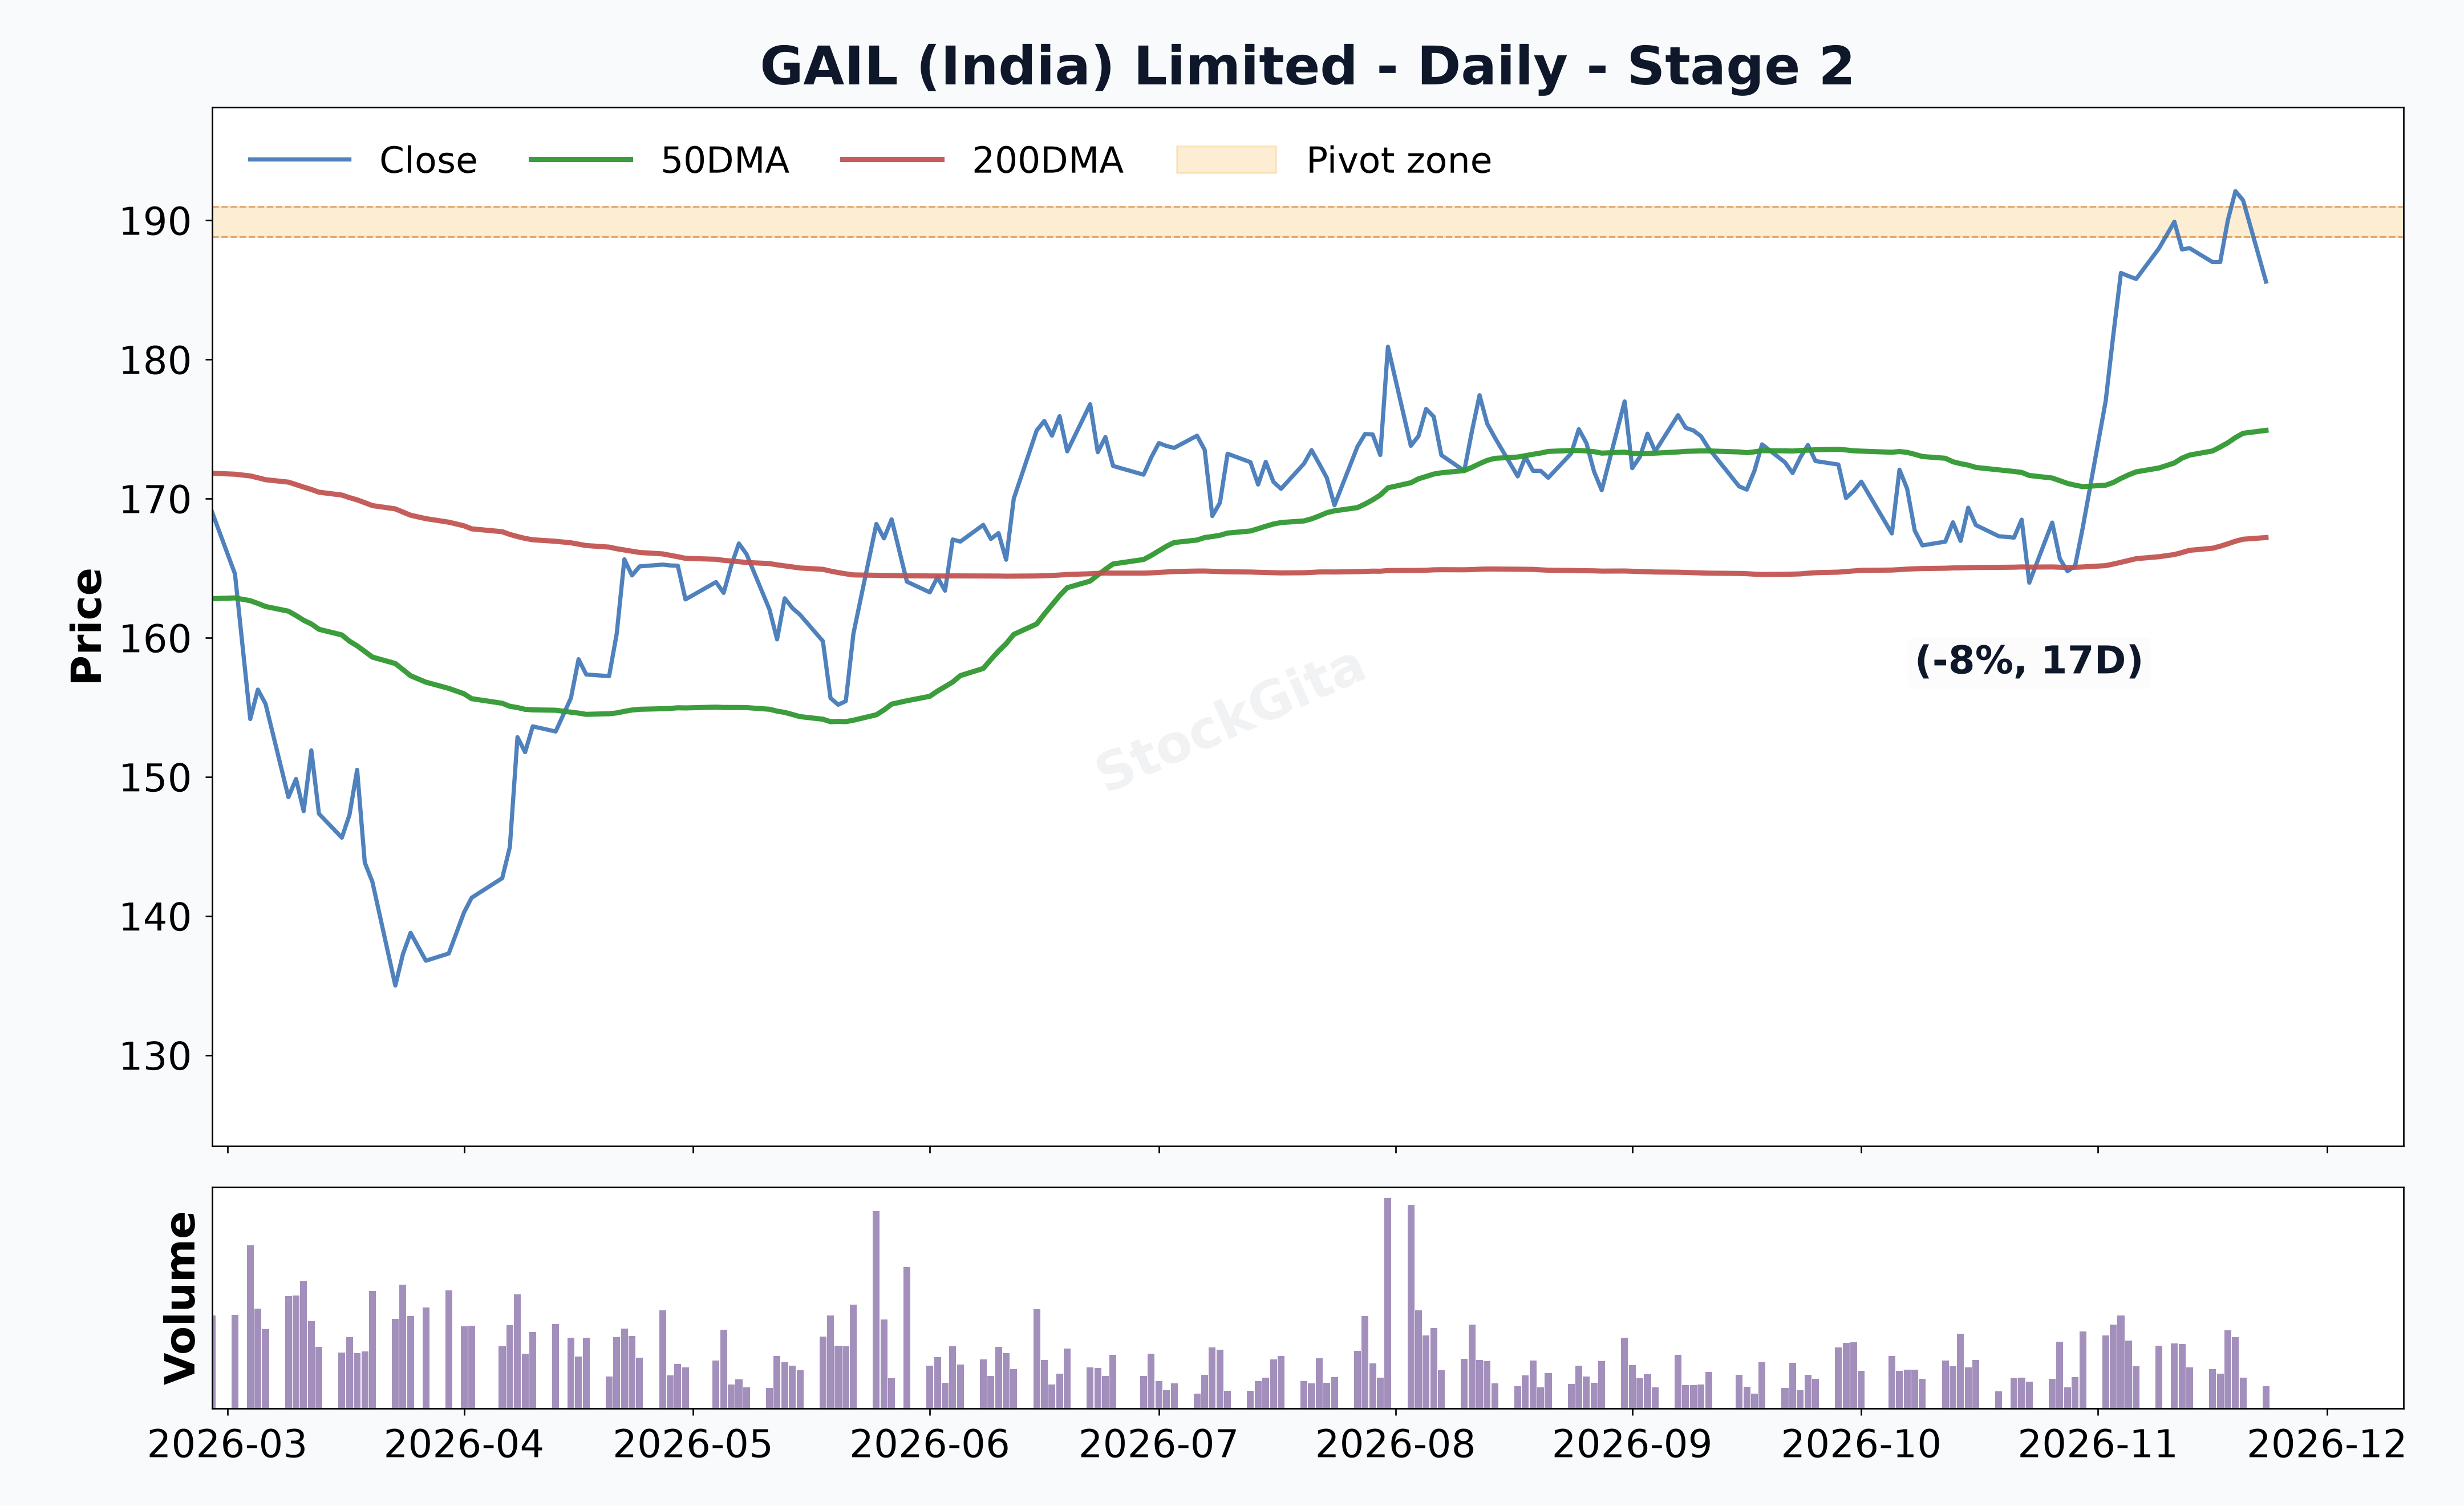 GAIL (India) Limited - Daily - Stage 2
Close 50DMA 200DMA Pivot zone
190
180
170
160
150
140
130
Price
(-8%, 17D)
StockGita
Volume
2026-03 2026-04 2026-05 2026-06 2026-07 2026-08 2026-09 2026-10 2026-11 2026-12